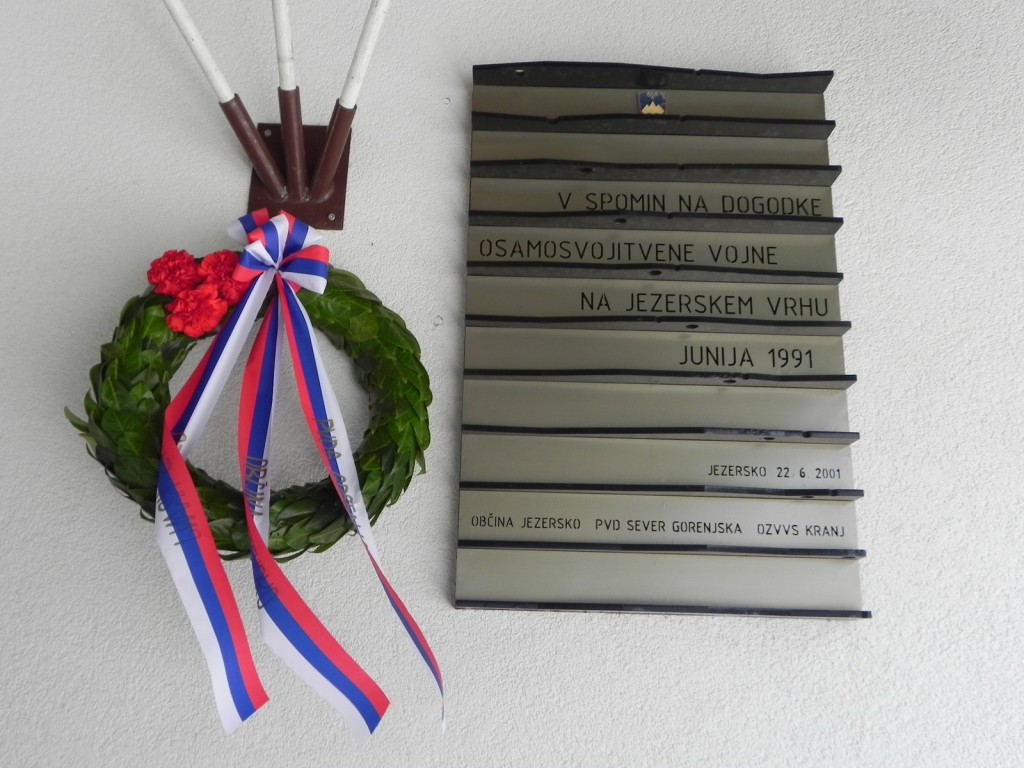 V SPOMIN NA DOGODKE
OSAMOSVOJITVENE VOJNE
NA JEZERSKEM VRHU
JUNIJA 1991
JEZERSKO 22. 6. 2001
OBČINA JEZERSKO PVD SEVER GORENJSKA OZVVS KRANJ